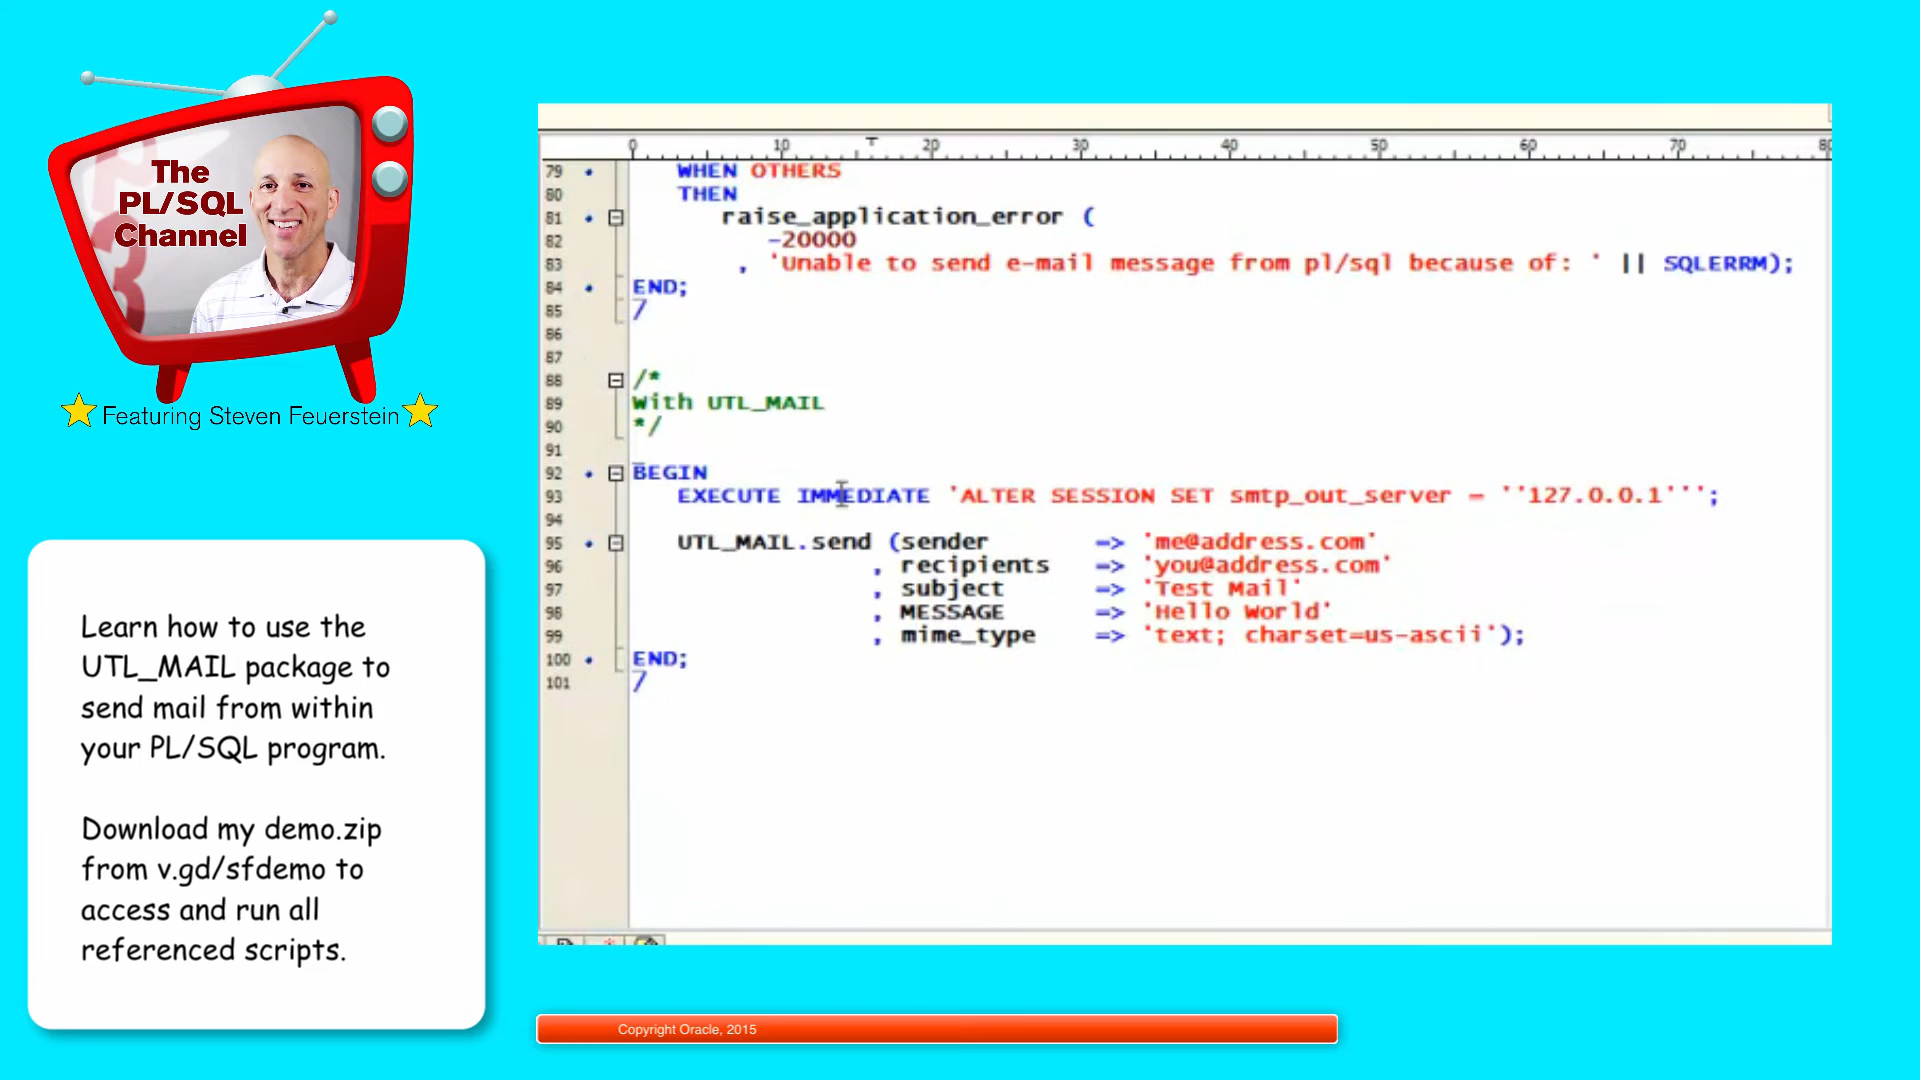 The
PL/SQL
Channel
Featuring Steven Feuerstein
Learn how to use the
UTL_MAIL package to
send mail from within
your PL/SQL program.
Download my demo.zip
from v.gd/sfdemo to
access and run all
referenced scripts.
0 10 20 30 40 50 60 70 80
79 WHEN OTHERS
80 THEN
81 raise_application_error (
82 -20000
83 , 'Unable to send e-mail message from pl/sql because of: ' || SQLERRM);
84 END;
85 /
86
87
88 /*
89 With UTL_MAIL
90 */
91
92 BEGIN
93 EXECUTE IMMEDIATE 'ALTER SESSION SET smtp_out_server = ''127.0.0.1''';
94
95 UTL_MAIL.send (sender => 'me@address.com'
96 , recipients => 'you@address.com'
97 , subject => 'Test Mail'
98 , MESSAGE => 'Hello World'
99 , mime_type => 'text; charset=us-ascii');
100 END;
101 /
Copyright Oracle, 2015